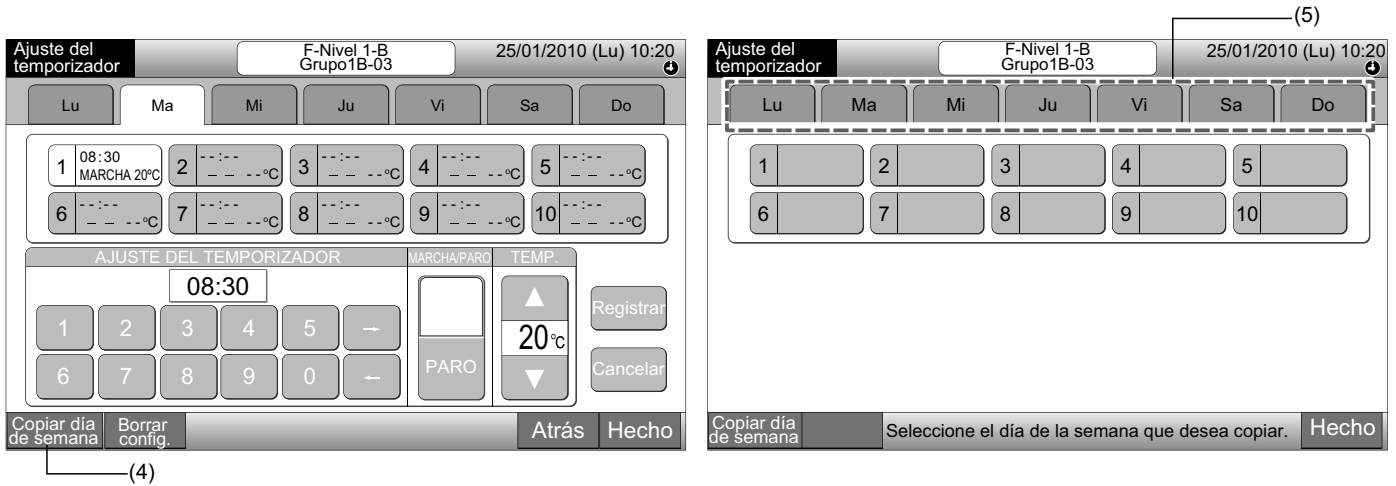 (5)
Ajuste del
temporizador
F-Nivel 1-B
Grupo1B-03
25/01/2010 (Lu) 10:20
Lu Ma Mi Ju Vi Sa Do
1 08:30
MARCHA 20ºC
2 --:--
– – --ºC
3 --:--
– – --ºC
4 --:--
– – --ºC
5 --:--
– – --ºC
6 --:--
– – --ºC
7 --:--
– – --ºC
8 --:--
– – --ºC
9 --:--
– – --ºC
10 --:--
– – --ºC
AJUSTE DEL TEMPORIZADOR MARCHA/PARO TEMP.
08:30
1 2 3 4 5 →
6 7 8 9 0 ←
PARO
▲
20ºC
▼
Registrar
Cancelar
Copiar día
de semana
Borrar
config.
Atrás Hecho
(4)
Ajuste del
temporizador
F-Nivel 1-B
Grupo1B-03
25/01/2010 (Lu) 10:20
Lu Ma Mi Ju Vi Sa Do
1 2 3 4 5
6 7 8 9 10
Copiar día
de semana
Seleccione el día de la semana que desea copiar.
Hecho